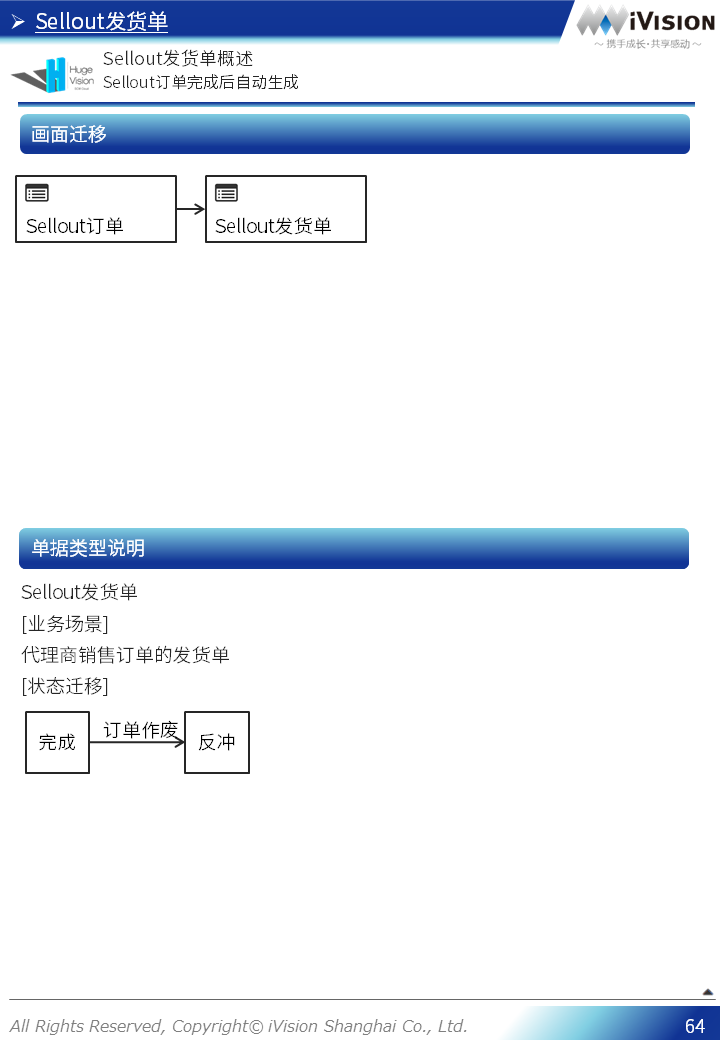 Sellout发货单
iVISION
～ 携手成长·共享感动 ～
Huge
Vision
Sellout发货单概述
Sellout订单完成后自动生成
画面迁移
Sellout订单
Sellout发货单
单据类型说明
Sellout发货单
[业务场景]
代理商销售订单的发货单
[状态迁移]
完成
订单作废
反冲
All Rights Reserved, Copyright© iVision Shanghai Co., Ltd.
64